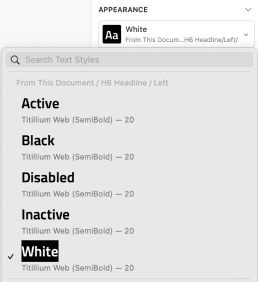 APPEARANCE
Aa
White
From This Docum...H6 Headline/Left/
Search Text Styles
From This Document / H6 Headline / Left
Active
Titillium Web (SemiBold) — 20
Black
Titillium Web (SemiBold) — 20
Disabled
Titillium Web (SemiBold) — 20
Inactive
Titillium Web (SemiBold) — 20
White
Titillium Web (SemiBold) — 20